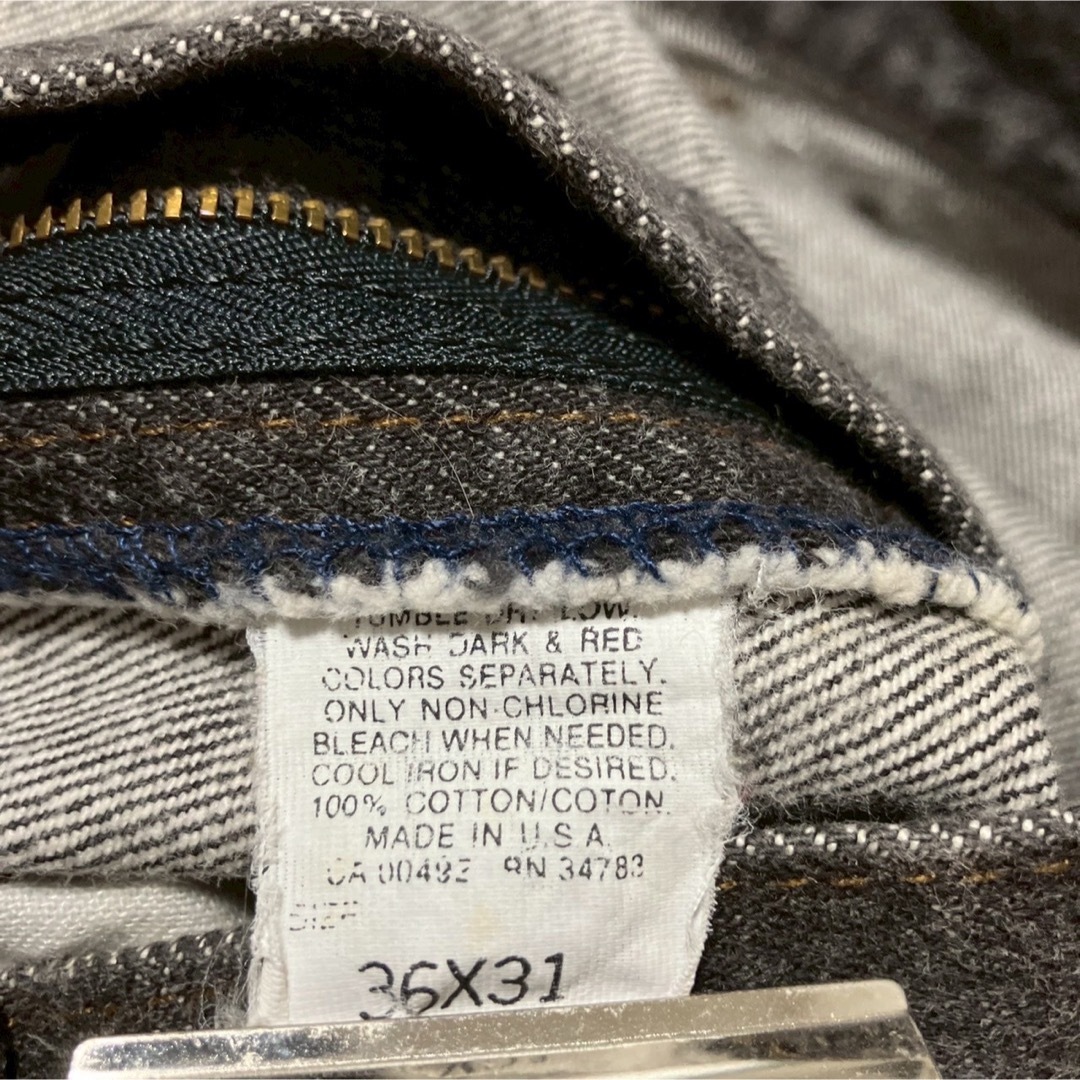 TUMBLE DRY LOW.
WASH DARK & RED
COLORS SEPARATELY.
ONLY NON-CHLORINE
BLEACH WHEN NEEDED.
COOL IRON IF DESIRED.
100% COTTON/COTON.
MADE IN U.S.A.
CA 00492 RN 34783
SIZE
36X31